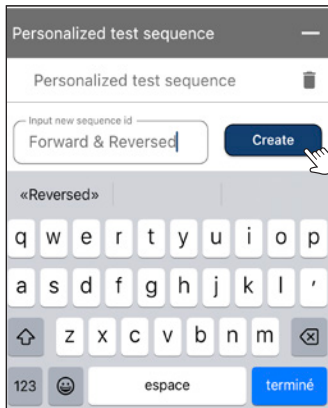 Personalized test sequence
Personalized test sequence
Input new sequence id
Forward & Reversed
Create
«Reversed»
q w e r t y u i o p
a s d f g h j k l ′
z x c v b n m
123 espace terminé